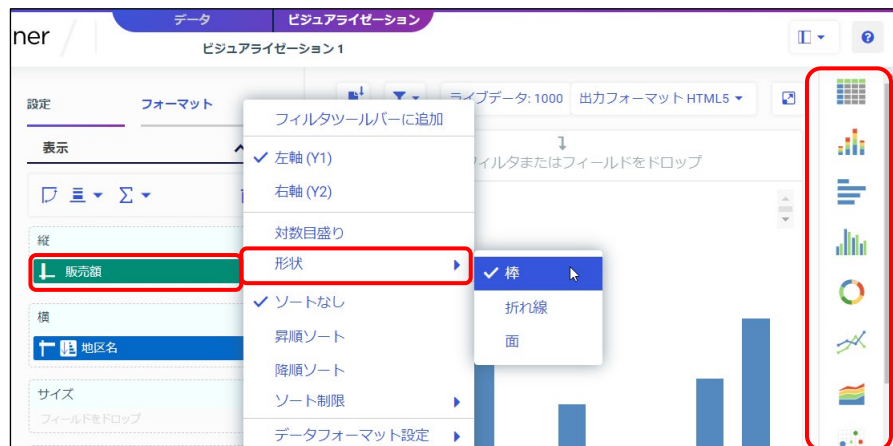 データ
ビジュアライゼーション
ner
ビジュアライゼーション 1
設定
フォーマット
ライブデータ: 1000
出力フォーマット HTML5
表示
フィルタまたはフィールドをドロップ
縦
販売額
横
地区名
サイズ
フィールドをドロップ
フィルタツールバーに追加
左軸 (Y1)
右軸 (Y2)
対数目盛り
形状
棒
折れ線
面
ソートなし
昇順ソート
降順ソート
ソート制限
データフォーマット設定